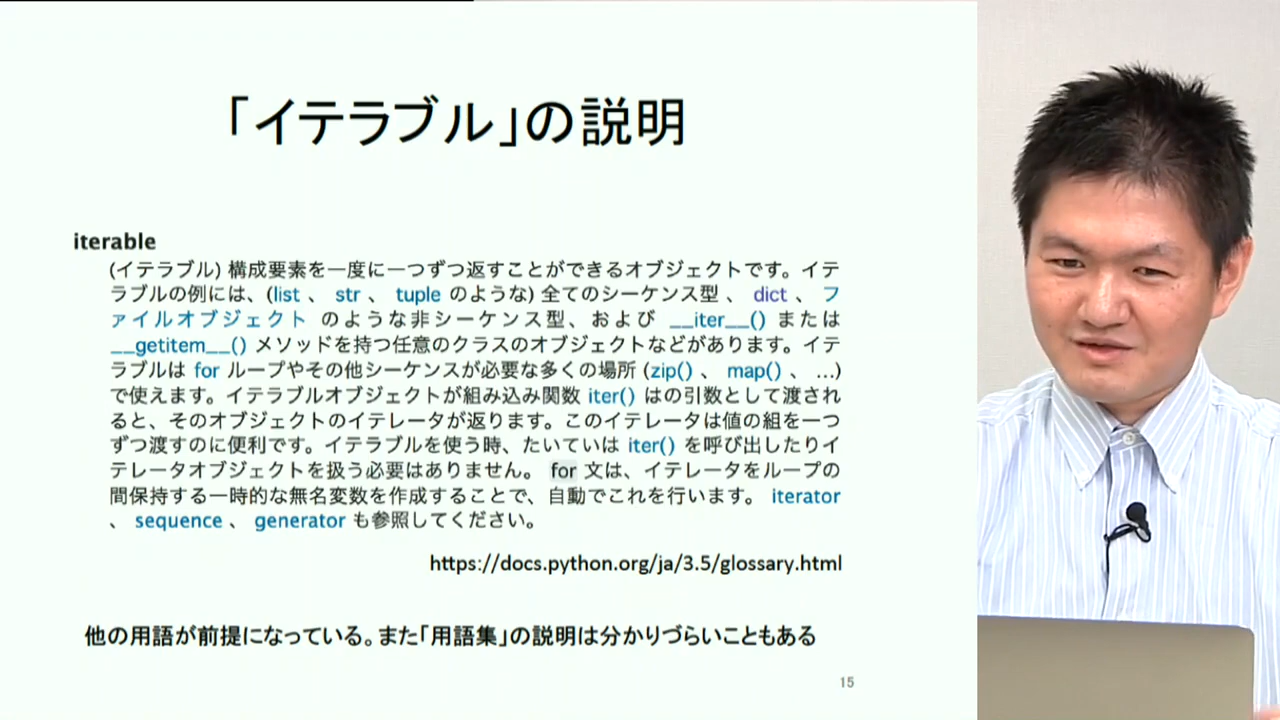 「イテラブル」の説明
iterable
(イテラブル) 構成要素を一度に一つずつ返すことができるオブジェクトです。イテ
ラブルの例には、(list 、 str 、 tuple のような) 全てのシーケンス型 、 dict 、 フ
ァイルオブジェクト のような非シーケンス型、および __iter__() または
__getitem__() メソッドを持つ任意のクラスのオブジェクトなどがあります。イテ
ラブルは for ループやその他シーケンスが必要な多くの場所 (zip() 、 map() 、 ...)
で使えます。イテラブルオブジェクトが組み込み関数 iter() はの引数として渡され
ると、そのオブジェクトのイテレータが返ります。このイテレータは値の組を一つ
ずつ渡すのに便利です。イテラブルを使う時、たいていは iter() を呼び出したりイ
テレータオブジェクトを扱う必要はありません。 for 文は、イテレータをループの
間保持する一時的な無名変数を作成することで、自動でこれを行います。 iterator
、 sequence 、 generator も参照してください。
https://docs.python.org/ja/3.5/glossary.html
他の用語が前提になっている。また「用語集」の説明は分かりづらいこともある
15